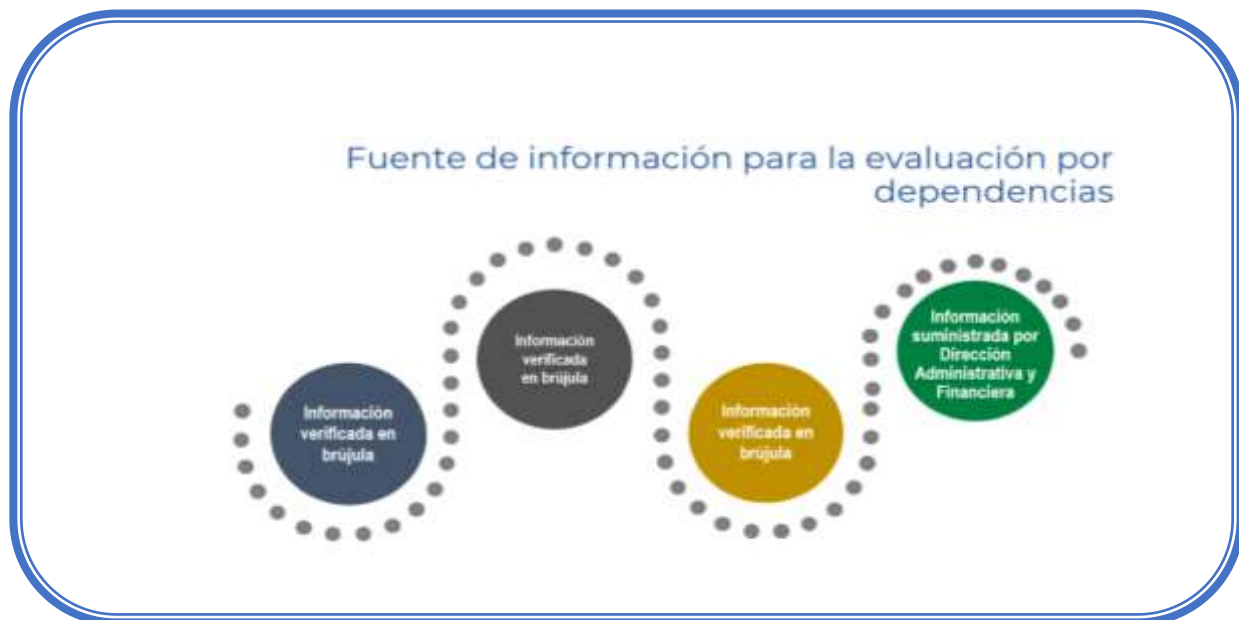 Fuente de información para la evaluación por
dependencias
Información
verificada en
brújula
Información
verificada
en brújula
Información
verificada en
brújula
Información
suministrada por
Dirección
Administrativa y
Financiera